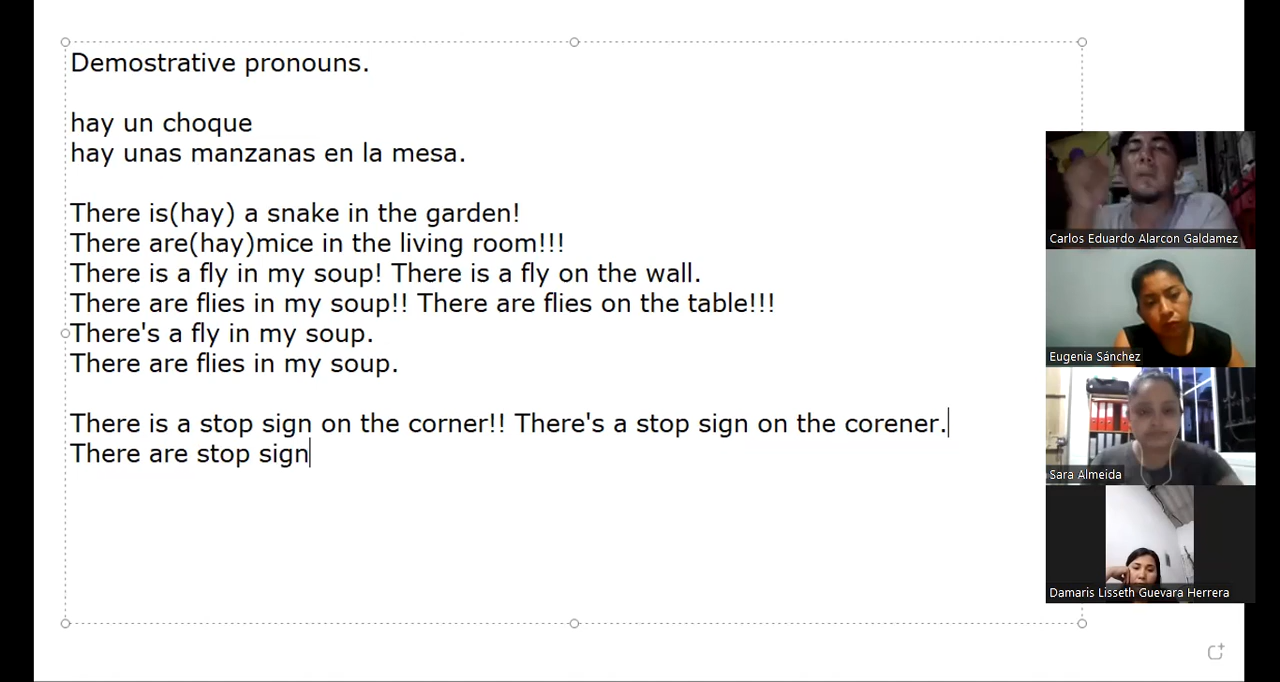 Demostrative pronouns.
hay un choque
hay unas manzanas en la mesa.
There is(hay) a snake in the garden!
There are(hay)mice in the living room!!!
There is a fly in my soup! There is a fly on the wall.
There are flies in my soup!! There are flies on the table!!!
There's a fly in my soup.
There are flies in my soup.
There is a stop sign on the corner!! There's a stop sign on the corener.
There are stop sign
Carlos Eduardo Alarcon Galdamez
Eugenia Sánchez
Sara Almeida
Damaris Lisseth Guevara Herrera